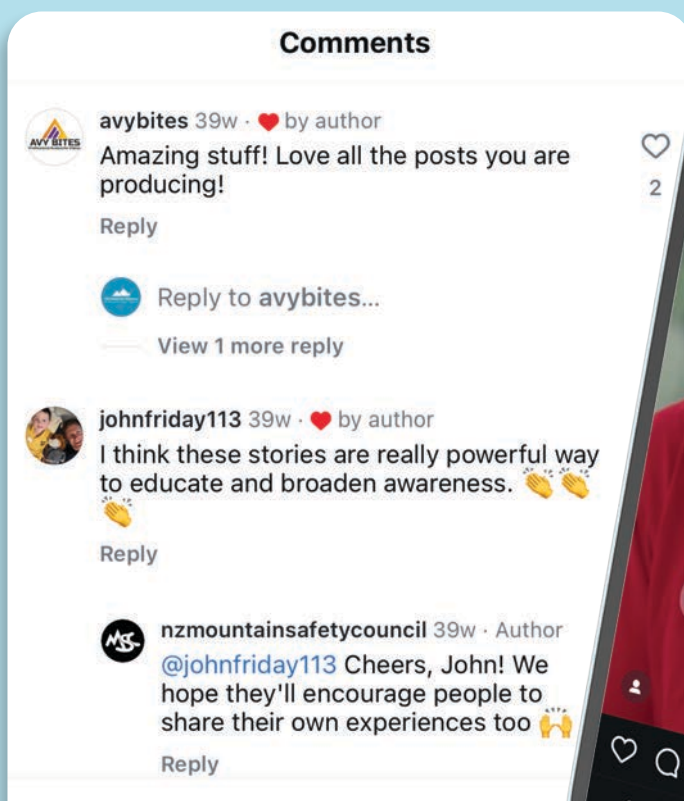 Comments
AVY BITES
avybites 39w · ❤️ by author
Amazing stuff! Love all the posts you are
producing!
2
Reply
Reply to avybites...
View 1 more reply
johnfriday113 39w · ❤️ by author
I think these stories are really powerful way
to educate and broaden awareness. 👏👏
👏
Reply
MSC
nzmountainsafetycouncil 39w · Author
@johnfriday113 Cheers, John! We
hope they'll encourage people to
share their own experiences too 🙌
Reply